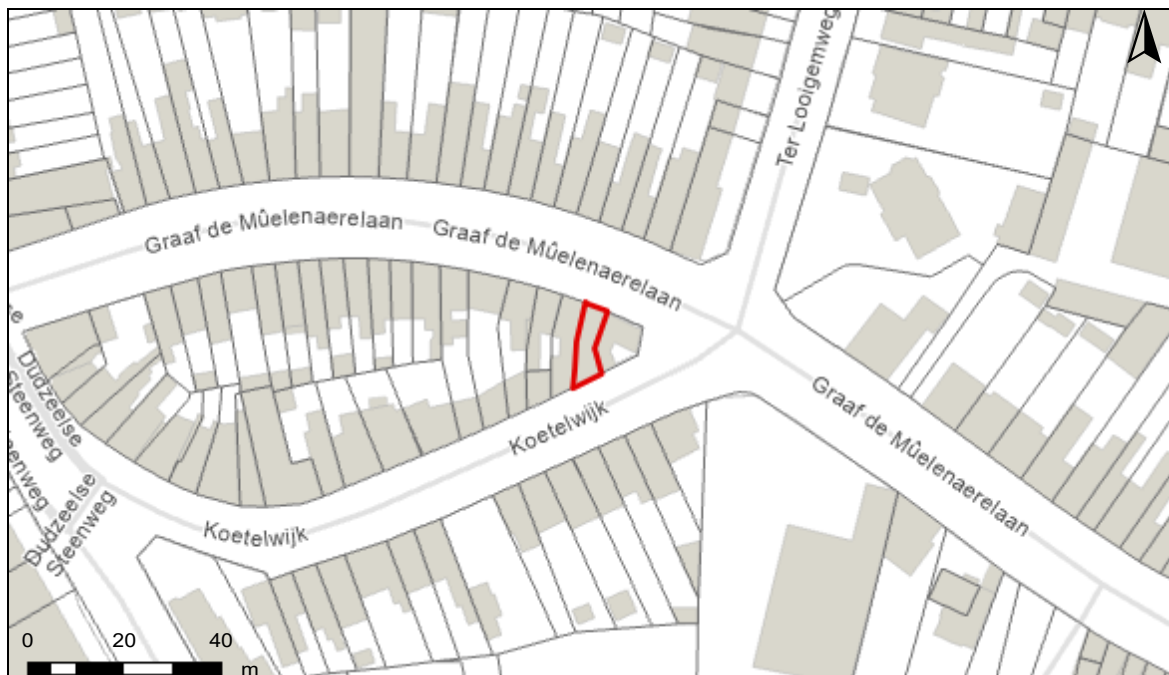 Ter Looigemweg
Graaf de Mûelenaerelaan
Graaf de Mûelenaerelaan
Graaf de Mûelenaerelaan
Koetelwijk
Koetelwijk
Dudzeelse
Steenweg
Dudzeelse
Steenweg
0 20 40
m